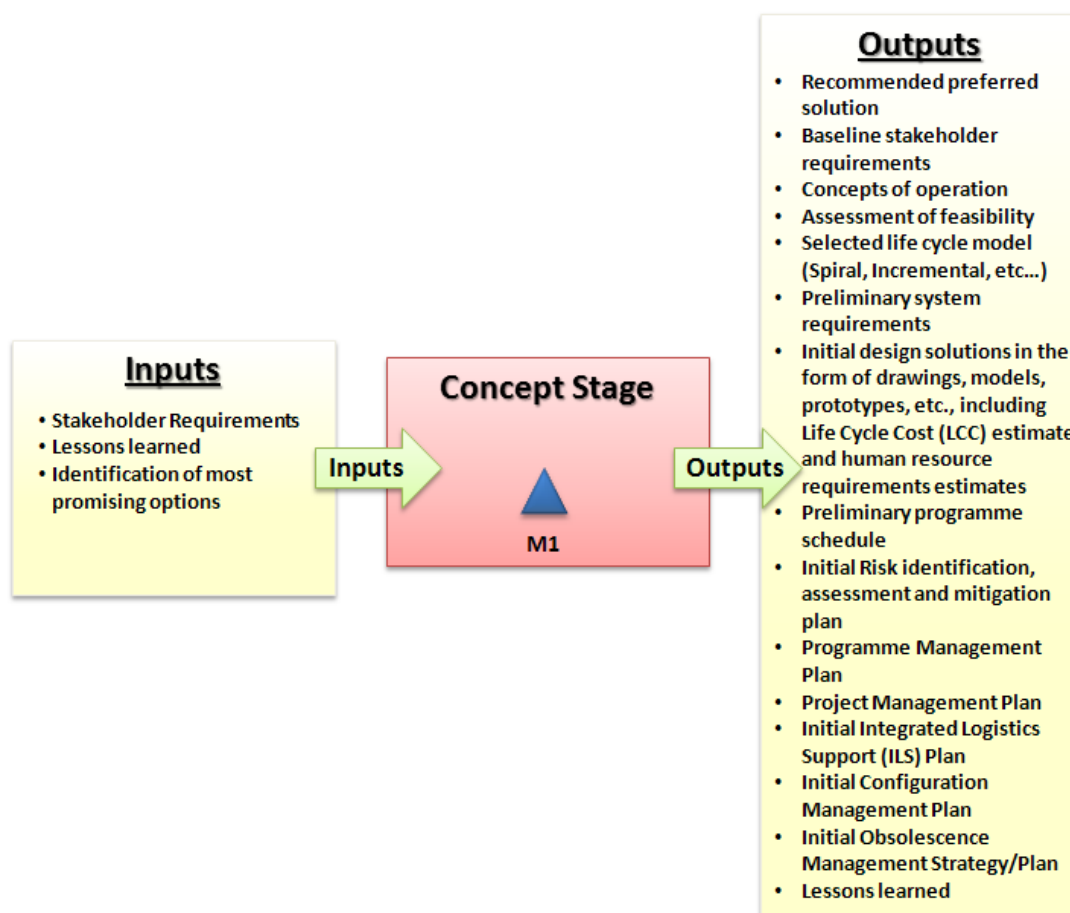 Inputs
• Stakeholder Requirements
• Lessons learned
• Identification of most
promising options
Inputs
Concept Stage
M1
Outputs
Outputs
• Recommended preferred
solution
• Baseline stakeholder
requirements
• Concepts of operation
• Assessment of feasibility
• Selected life cycle model
(Spiral, Incremental, etc...)
• Preliminary system
requirements
• Initial design solutions in the
form of drawings, models,
prototypes, etc., including
Life Cycle Cost (LCC) estimate
and human resource
requirements estimates
• Preliminary programme
schedule
• Initial Risk identification,
assessment and mitigation
plan
• Programme Management
Plan
• Project Management Plan
• Initial Integrated Logistics
Support (ILS) Plan
• Initial Configuration
Management Plan
• Initial Obsolescence
Management Strategy/Plan
• Lessons learned